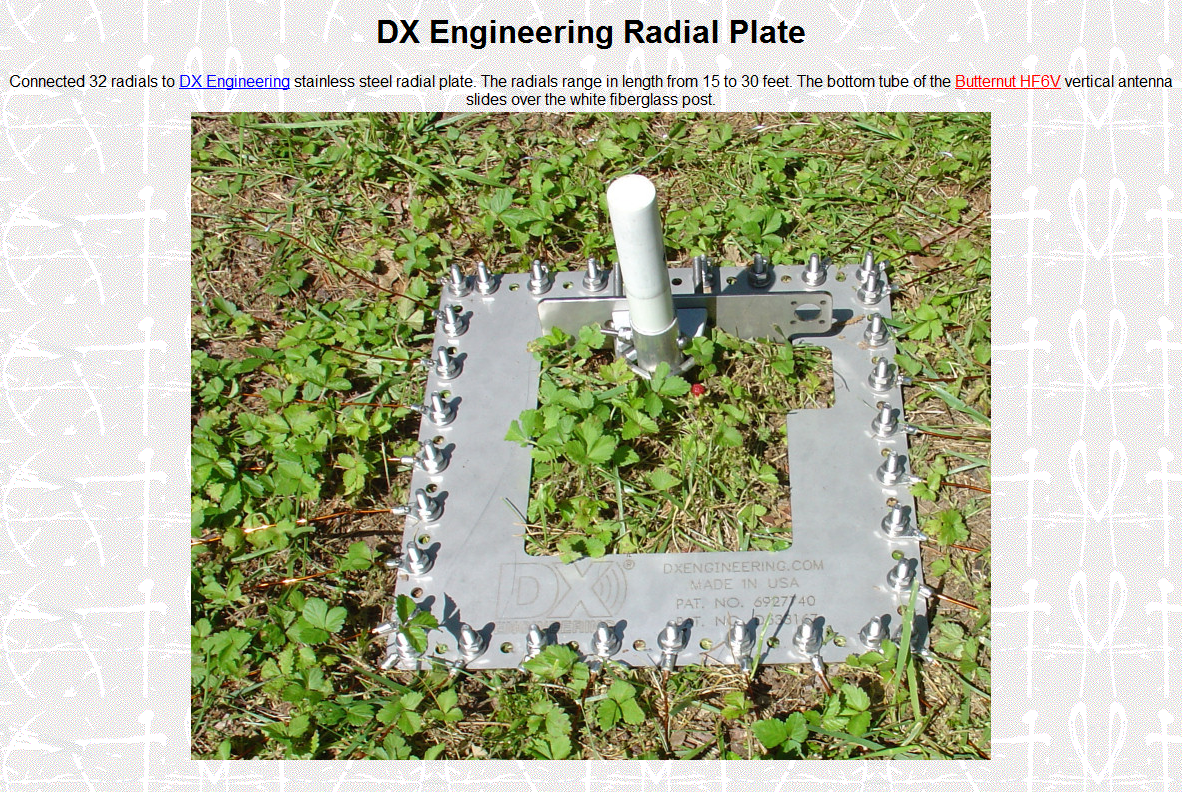 DX Engineering Radial Plate
Connected 32 radials to DX Engineering stainless steel radial plate. The radials range in length from 15 to 30 feet. The bottom tube of the Butternut HF6V vertical antenna
slides over the white fiberglass post.
DX®
ENGINEERING
DXENGINEERING.COM
MADE IN USA
PAT. NO. 6927740
PAT. NO.